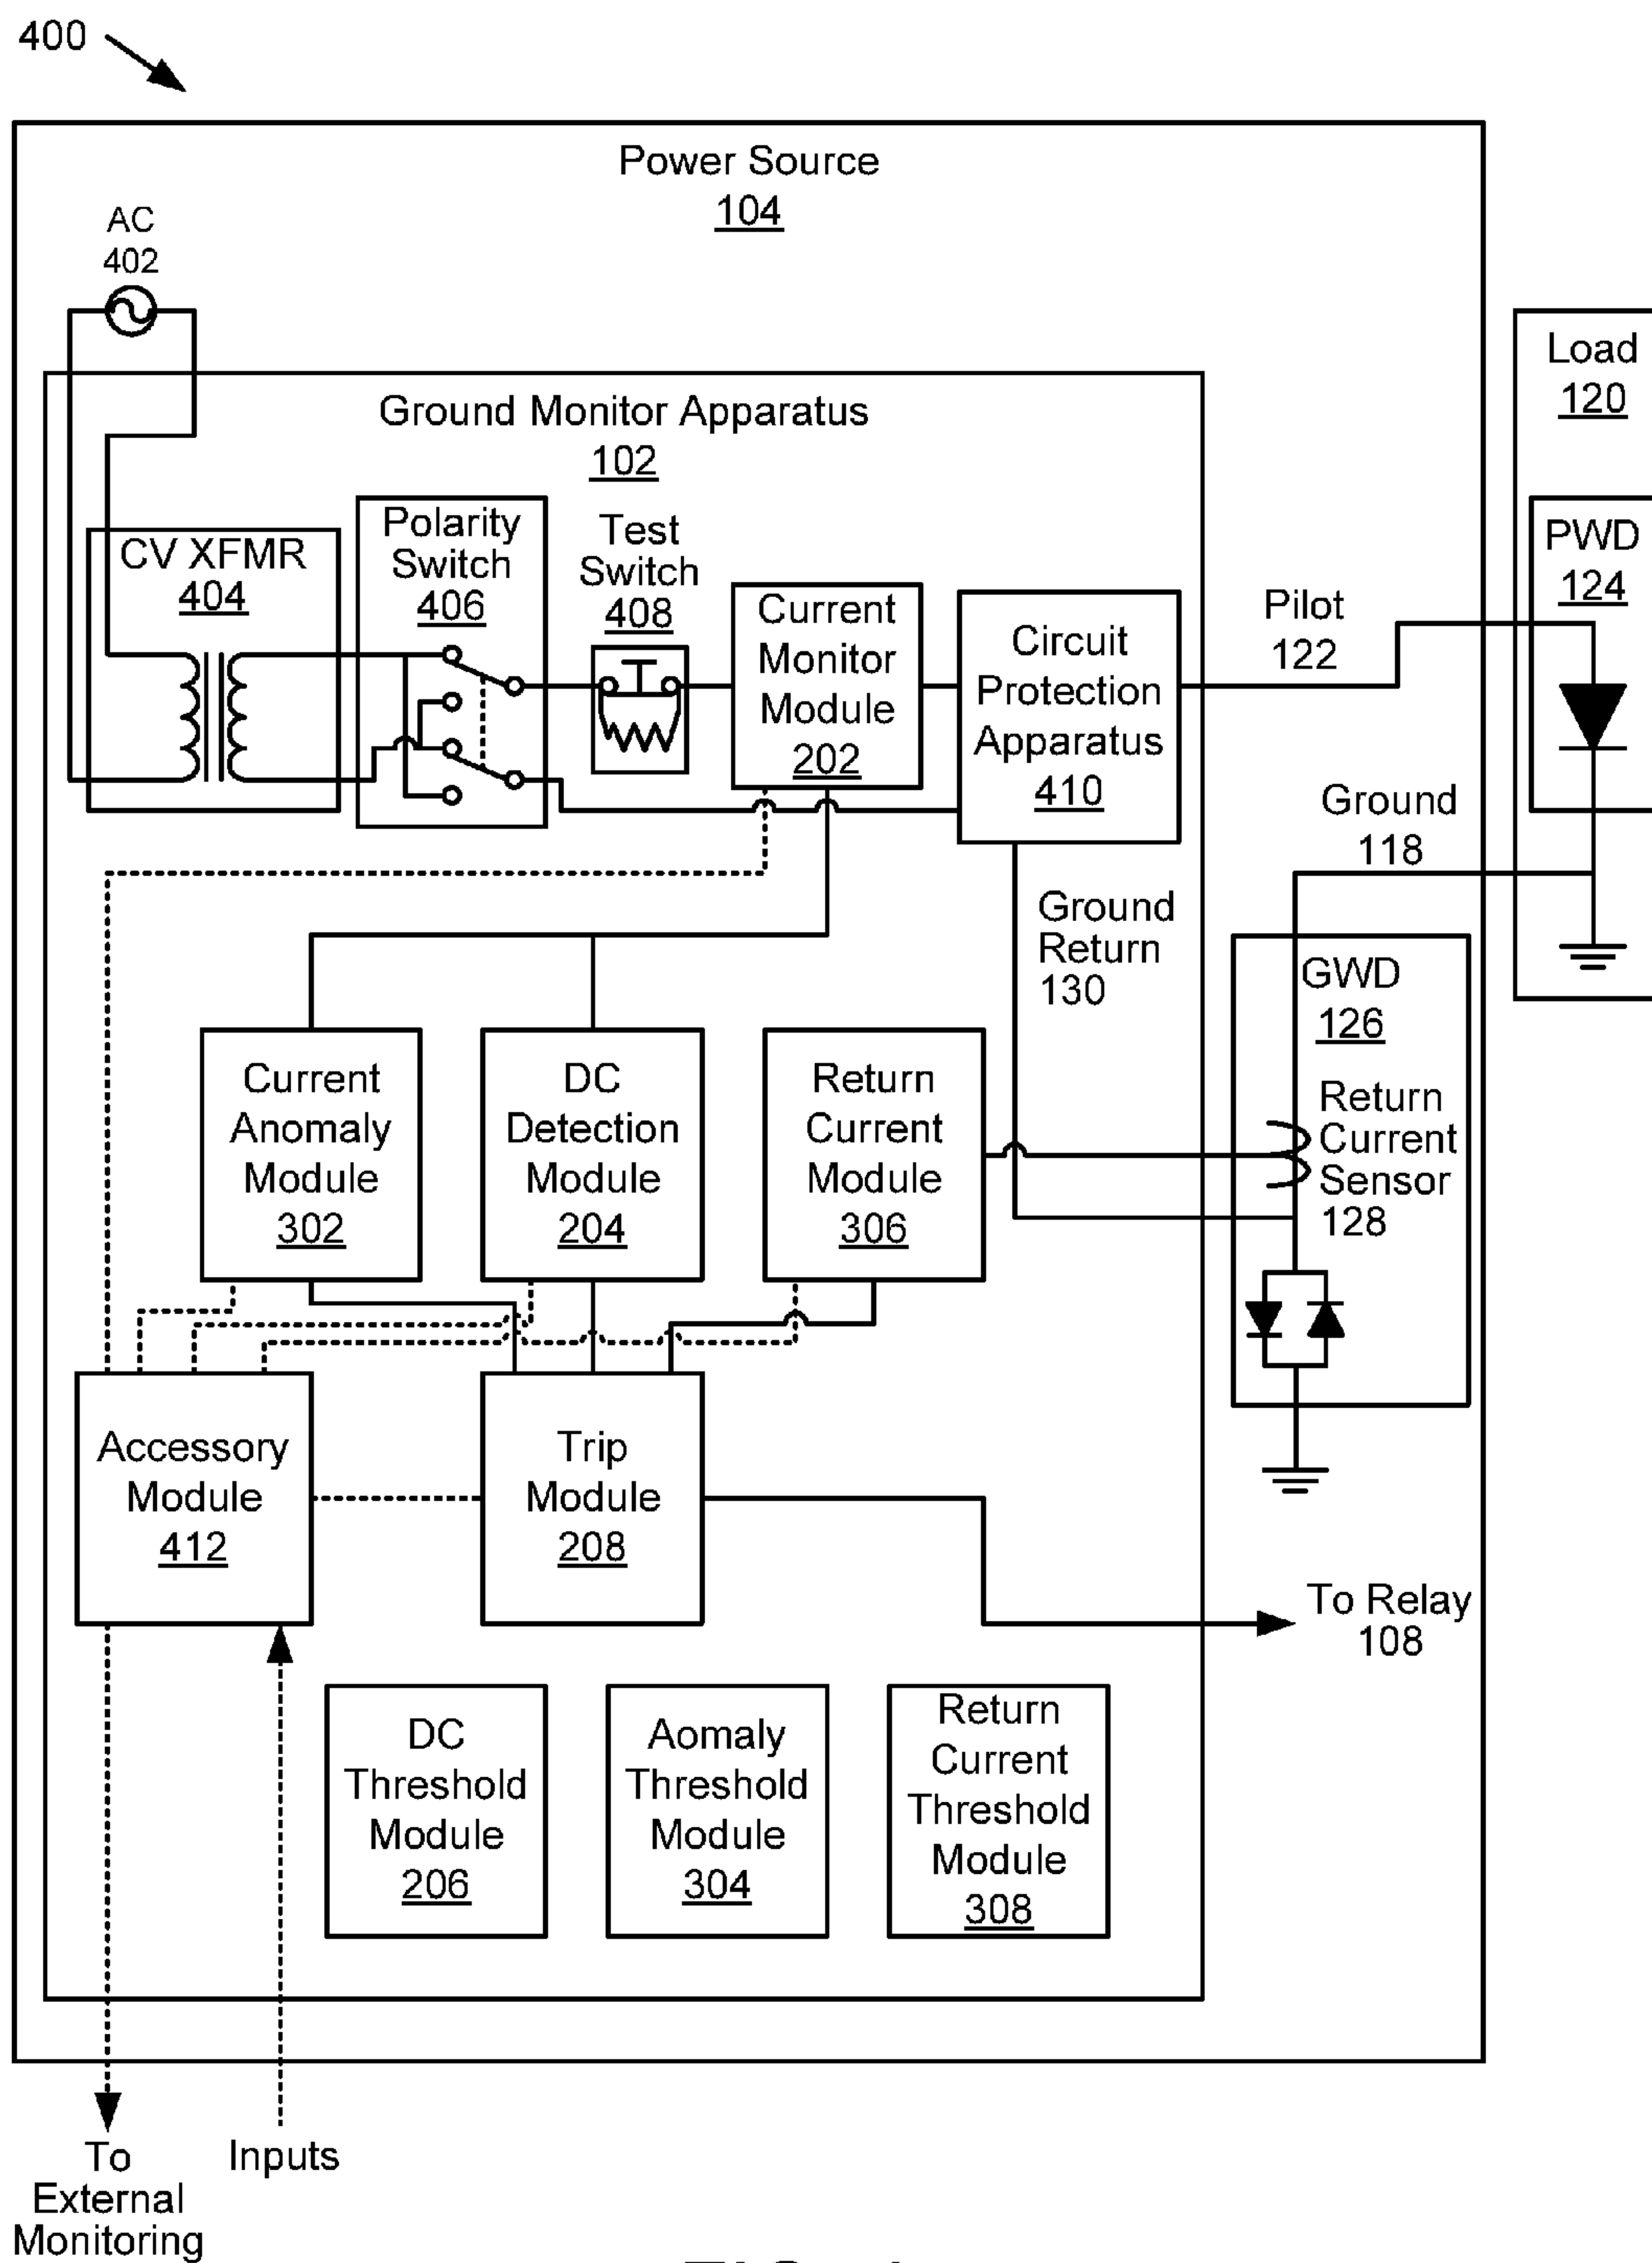 400
Power Source
104
AC
402
Load
120
Ground Monitor Apparatus
102
CV XFMR
404
Polarity
Switch
406
Test
Switch
408
Current
Monitor
Module
202
Circuit
Protection
Apparatus
410
Pilot
122
PWD
124
Ground
118
Ground
Return
130
GWD
126
Return
Current
Sensor
128
Current
Anomaly
Module
302
DC
Detection
Module
204
Return
Current
Module
306
Accessory
Module
412
Trip
Module
208
To Relay
108
DC
Threshold
Module
206
Aomaly
Threshold
Module
304
Return
Current
Threshold
Module
308
To
External
Monitoring
Inputs